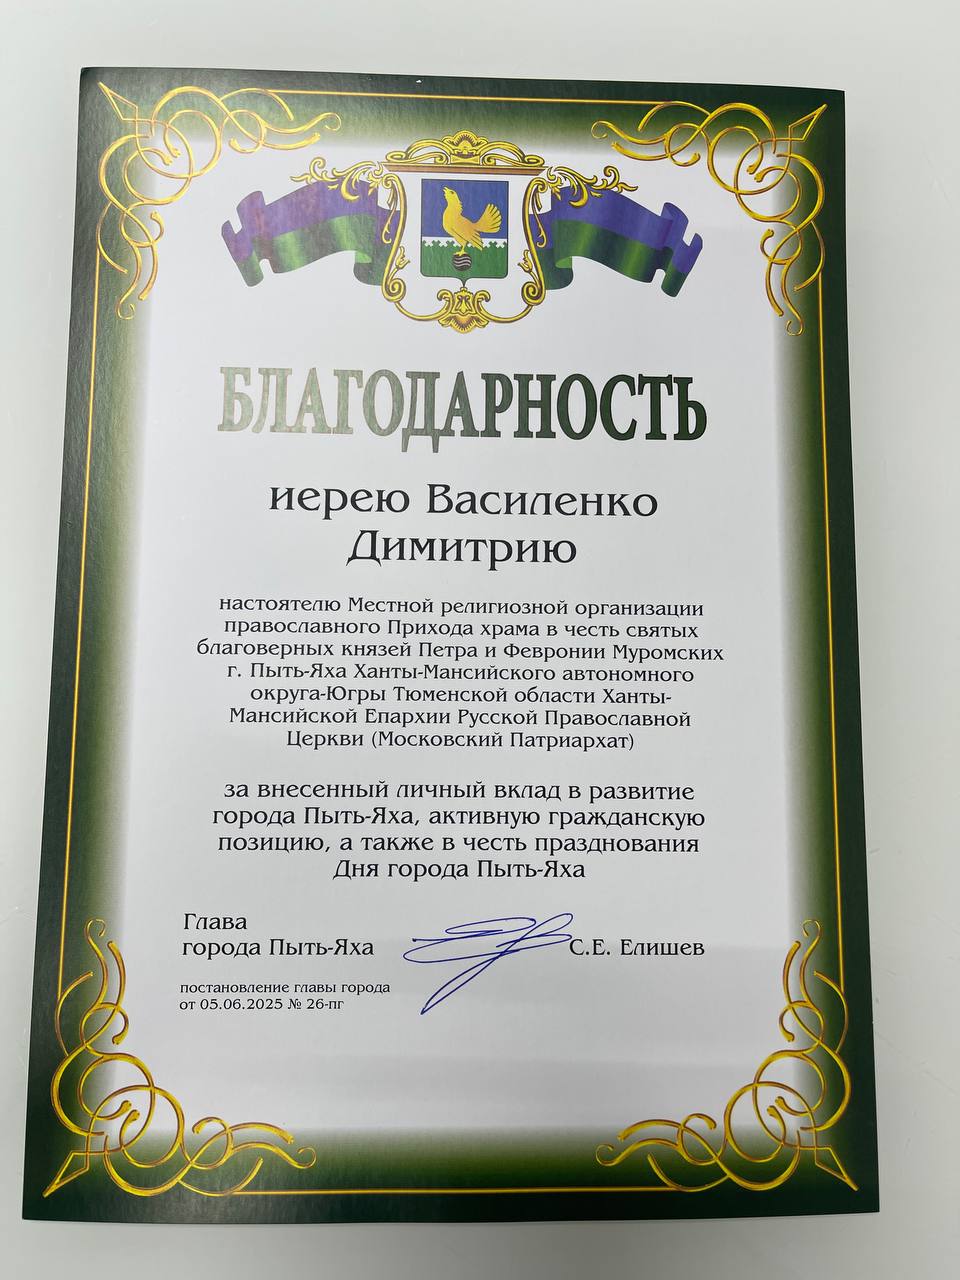 БЛАГОДАРНОСТЬ
иерею Василенко
Димитрию
настоятелю Местной религиозной организации
православного Прихода храма в честь святых
благоверных князей Петра и Февронии Муромских
г. Пыть-Яха Ханты-Мансийского автономного
округа-Югры Тюменской области Ханты-
Мансийской Епархии Русской Православной
Церкви (Московский Патриархат)
за внесенный личный вклад в развитие
города Пыть-Яха, активную гражданскую
позицию, а также в честь празднования
Дня города Пыть-Яха
Глава
города Пыть-Яха С.Е. Елишев
постановление главы города
от 05.06.2025 № 26-пг